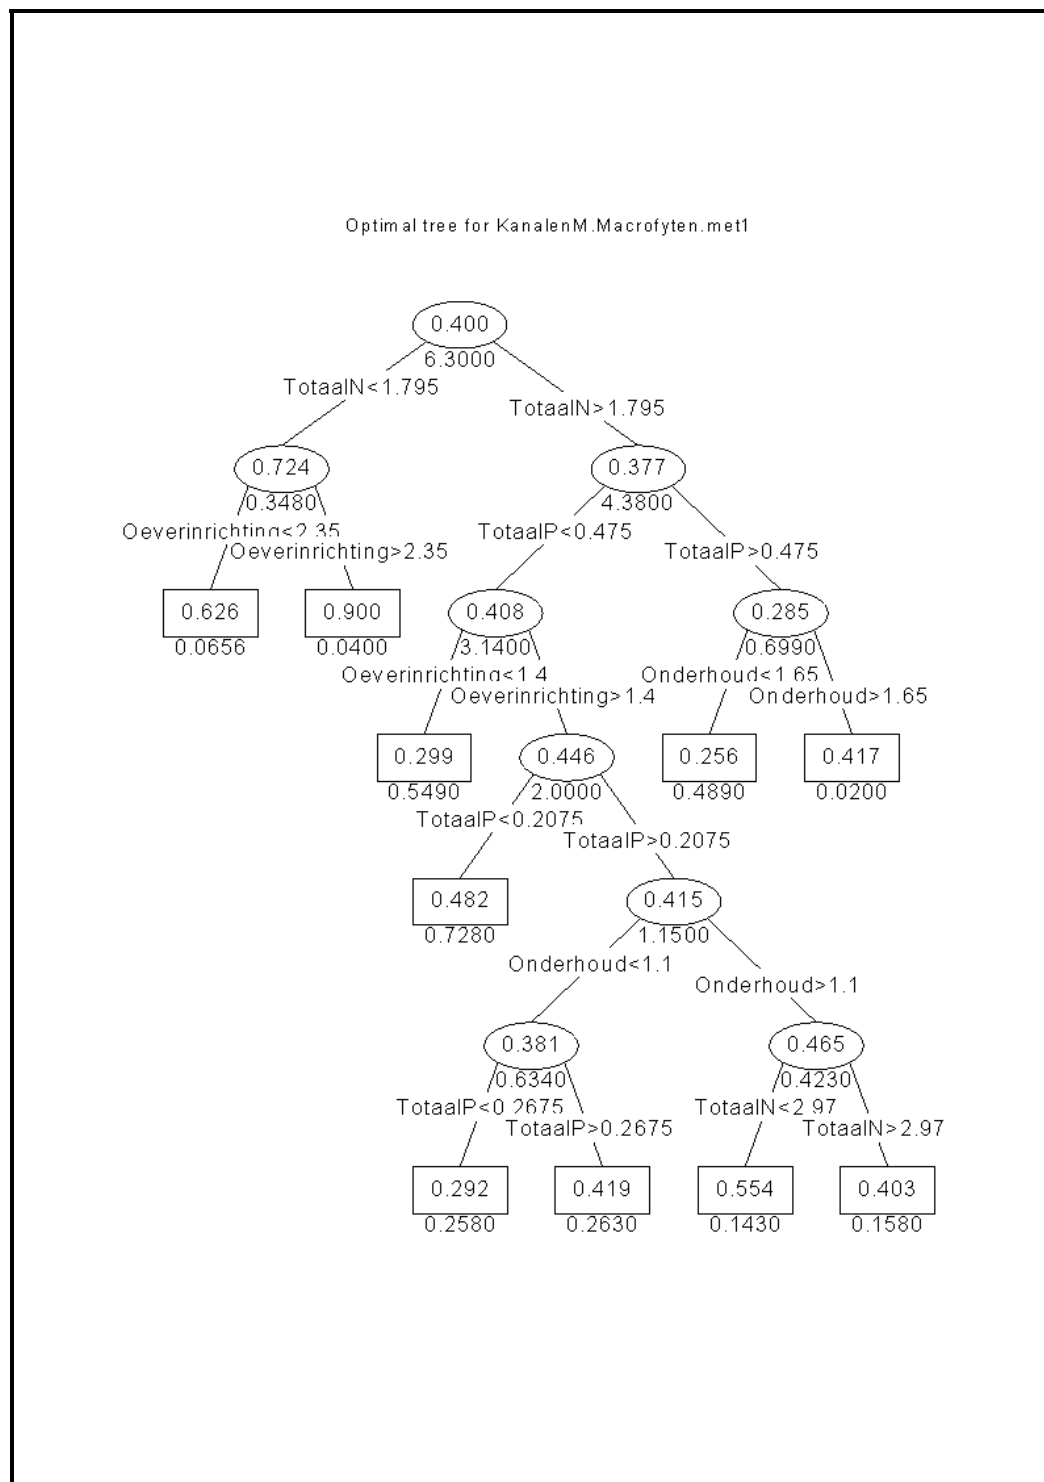 Optimal tree for KanalenM.Macrofyten.met1
0.400
6.3000
TotaalN<1.795
TotaalN>1.795
0.724
0.377
0.3480
4.3800
Oeverinrichting<2.35
TotaalP<0.475
Oeverinrichting>2.35
TotaalP>0.475
0.626
0.900
0.408
0.285
0.0656
0.0400
3.1400
0.6990
Oeverinrichting<1.4
Onderhoud<1.65
Oeverinrichting>1.4
Onderhoud>1.65
0.299
0.446
0.256
0.417
0.5490
2.0000
0.4890
0.0200
TotaalP<0.2075
TotaalP>0.2075
0.482
0.415
0.7280
1.1500
Onderhoud<1.1
Onderhoud>1.1
0.381
0.465
0.6340
0.4230
TotaalP<0.2675
TotaalN<2.97
TotaalP>0.2675
TotaalN>2.97
0.292
0.419
0.554
0.403
0.2580
0.2630
0.1430
0.1580